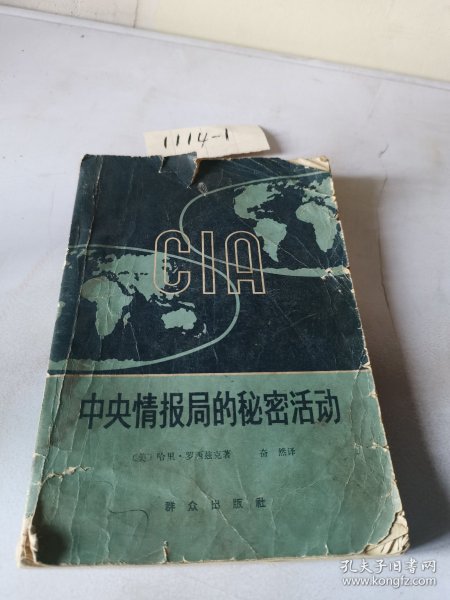 1114-1
CIA
中央情报局的秘密活动
〔美〕哈里·罗西兹克著 奋 然译
群众出版社
孔夫子旧书网
www.kongfz.com